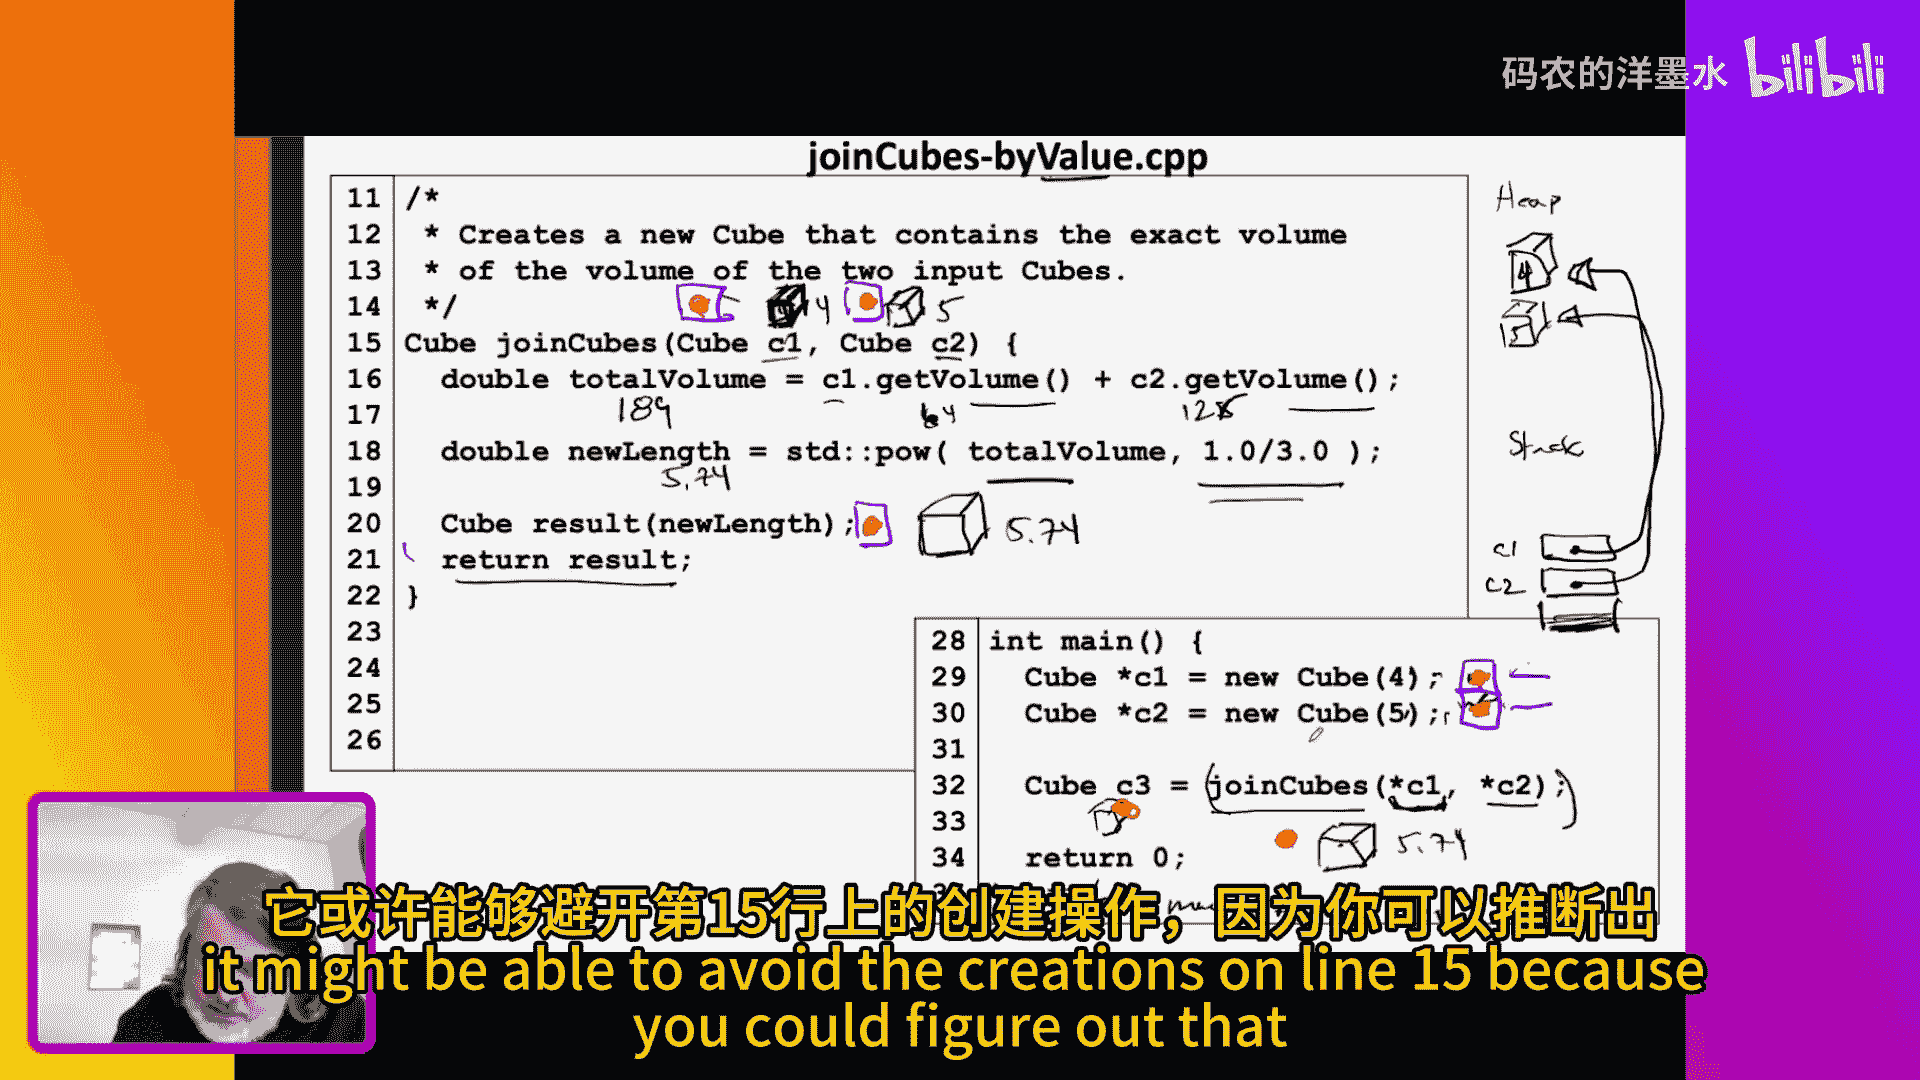 码农的洋墨水 bilibili
joinCubes-byValue.cpp
11 /*
12 * Creates a new Cube that contains the exact volume
13 * of the volume of the two input Cubes.
14 */
4 5
15 Cube joinCubes(Cube c1, Cube c2) {
16 double totalVolume = c1.getVolume() + c2.getVolume();
17
189 64 125
18 double newLength = std::pow( totalVolume, 1.0/3.0 );
5.74
19
20 Cube result(newLength);
5.74
21 return result;
22 }
23
24
25
26
Heap
4
5
Stack
c1
c2
28 int main() {
29 Cube *c1 = new Cube(4);
30 Cube *c2 = new Cube(5);
31
32 Cube c3 = joinCubes(*c1, *c2);
33
5.74
34 return 0;
它或许能够避开第15行上的创建操作，因为你可以推断出
it might be able to avoid the creations on line 15 because
you could figure out that